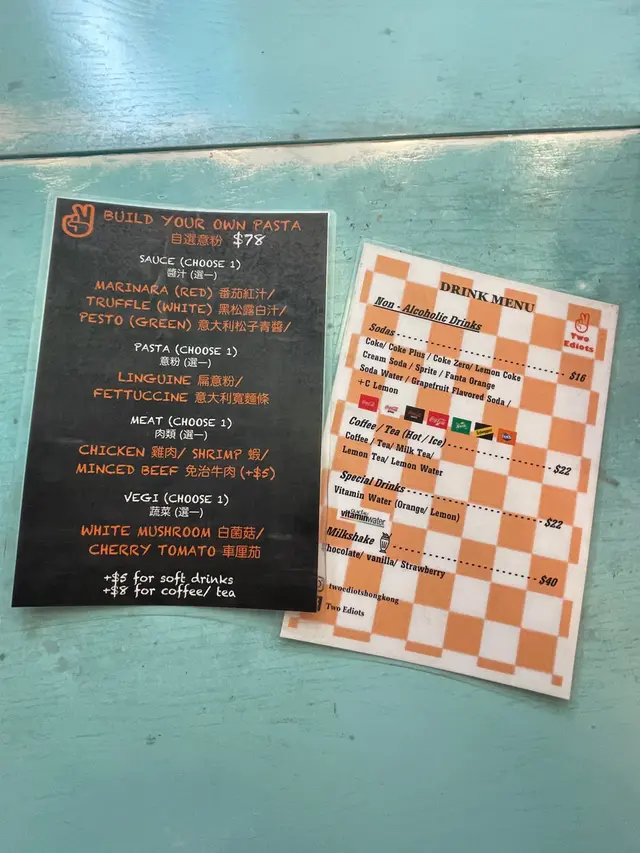 BUILD YOUR OWN PASTA
自選意粉 $78
SAUCE (CHOOSE 1)
醬汁 (選一)
MARINARA (RED) 番茄紅汁/
TRUFFLE (WHITE) 黑松露白汁/
PESTO (GREEN) 意大利松子青醬/
PASTA (CHOOSE 1)
意粉 (選一)
LINGUINE 扁意粉/
FETTUCCINE 意大利寬麵條
MEAT (CHOOSE 1)
肉類 (選一)
CHICKEN 雞肉/ SHRIMP 蝦/
MINCED BEEF 免治牛肉 (+$5)
VEGI (CHOOSE 1)
蔬菜 (選一)
WHITE MUSHROOM 白菌菇/
CHERRY TOMATO 車厘茄
+$5 for soft drinks
+$8 for coffee/ tea
DRINK MENU
Two
Ediots
Non - Alcoholic Drinks
Sodas $16
Coke/ Coke Plus / Coke Zero/ Lemon Coke
Cream Soda / Sprite / Fanta Orange
Soda Water / Grapefruit Flavored Soda /
+C Lemon
Coffee / Tea (Hot / Ice) $22
Coffee / Tea/ Milk Tea/
Lemon Tea/ Lemon Water
Special Drinks $22
Vitamin Water (Orange/ Lemon)
vitaminwater
Milkshake $40
hocolate/ vanilla/ Strawberry
twoediotshongkong
Two Ediots